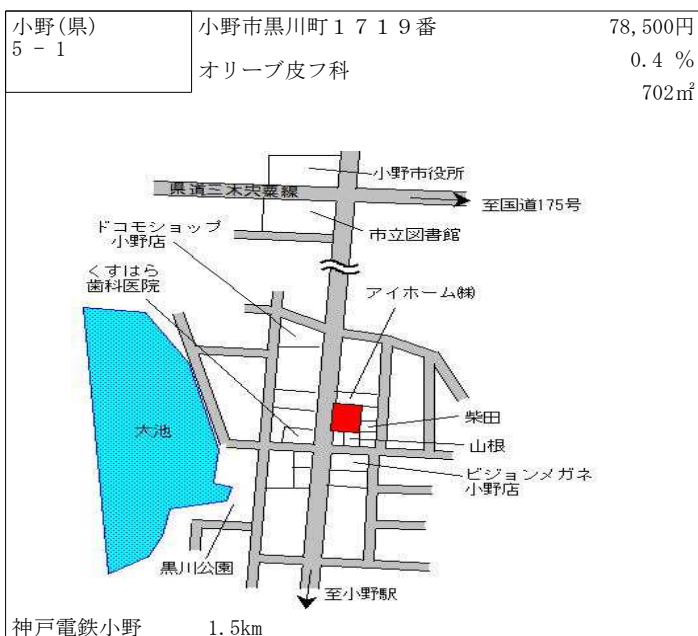 小野(県)
5 - 1
小野市黒川町１７１９番
オリーブ皮フ科
78,500円
0.4 %
702㎡
小野市役所
県道三木宍粟線
至国道175号
市立図書館
ドコモショップ
小野店
くすはら
歯科医院
アイホーム㈱
大池
柴田
山根
ビジョンメガネ
小野店
黒川公園
至小野駅
神戸電鉄小野 1.5km